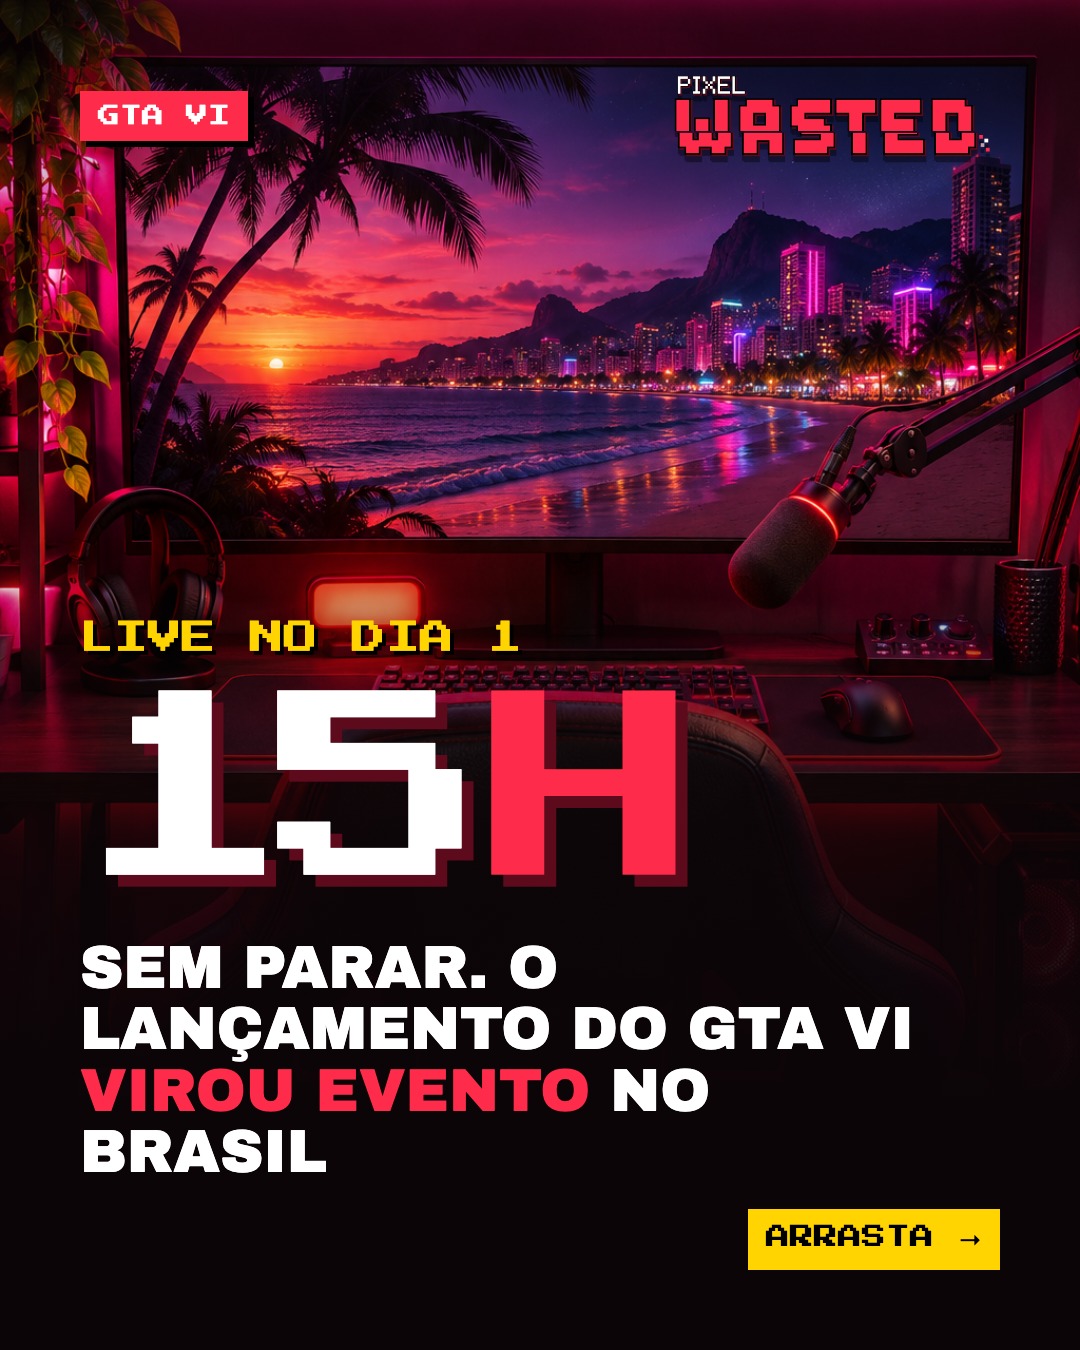 GTA VI
PIXEL
WASTED
LIVE NO DIA 1
15H
SEM PARAR. O
LANÇAMENTO DO GTA VI
VIROU EVENTO NO
BRASIL
ARRASTA →